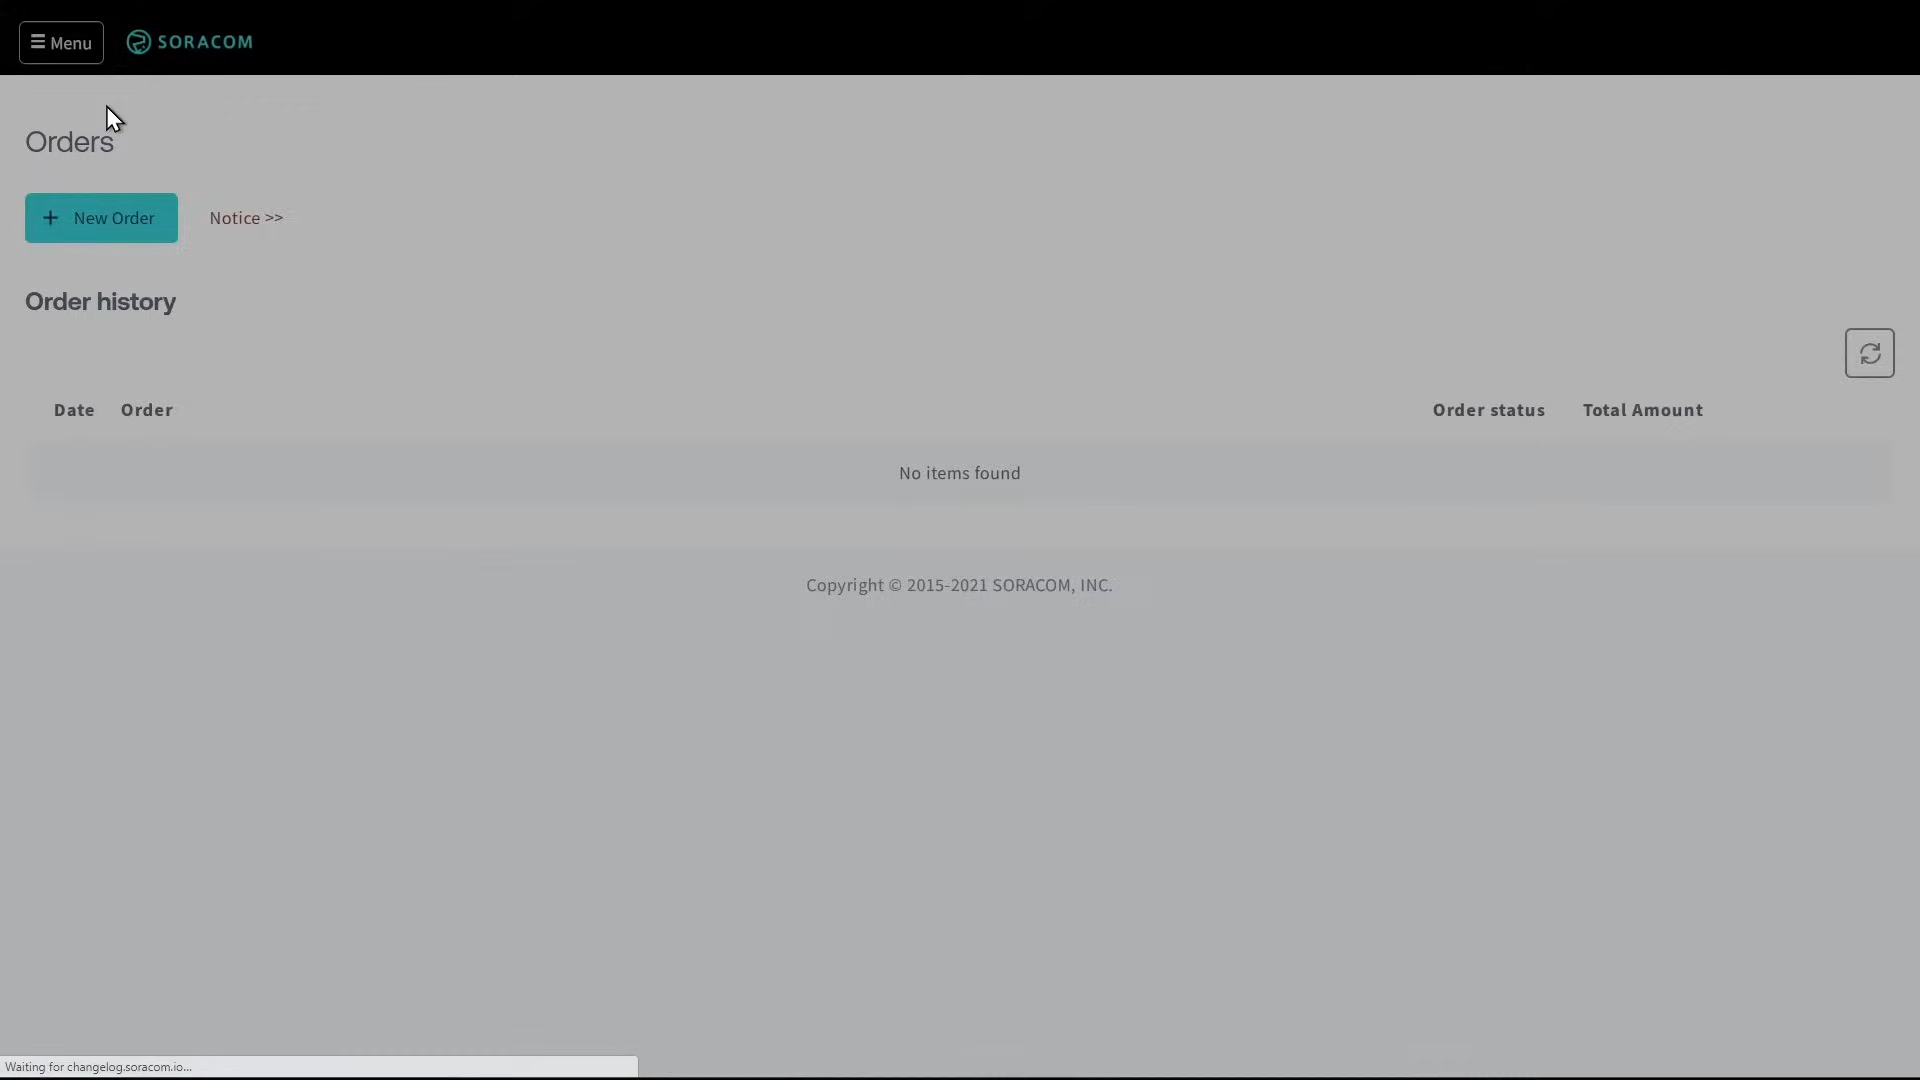 Menu
SORACOM
Orders
+ New Order
Notice >>
Order history
Date Order Order status Total Amount
No items found
Copyright © 2015-2021 SORACOM, INC.
Waiting for changelog.soracom.io...